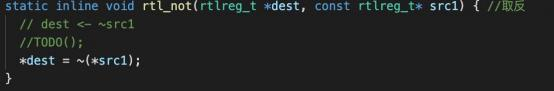 static inline void rtl_not(rtlreg_t *dest, const rtlreg_t* src1) { //取反
  // dest <- ~src1
  //TODO();
  *dest = ~(*src1);
}